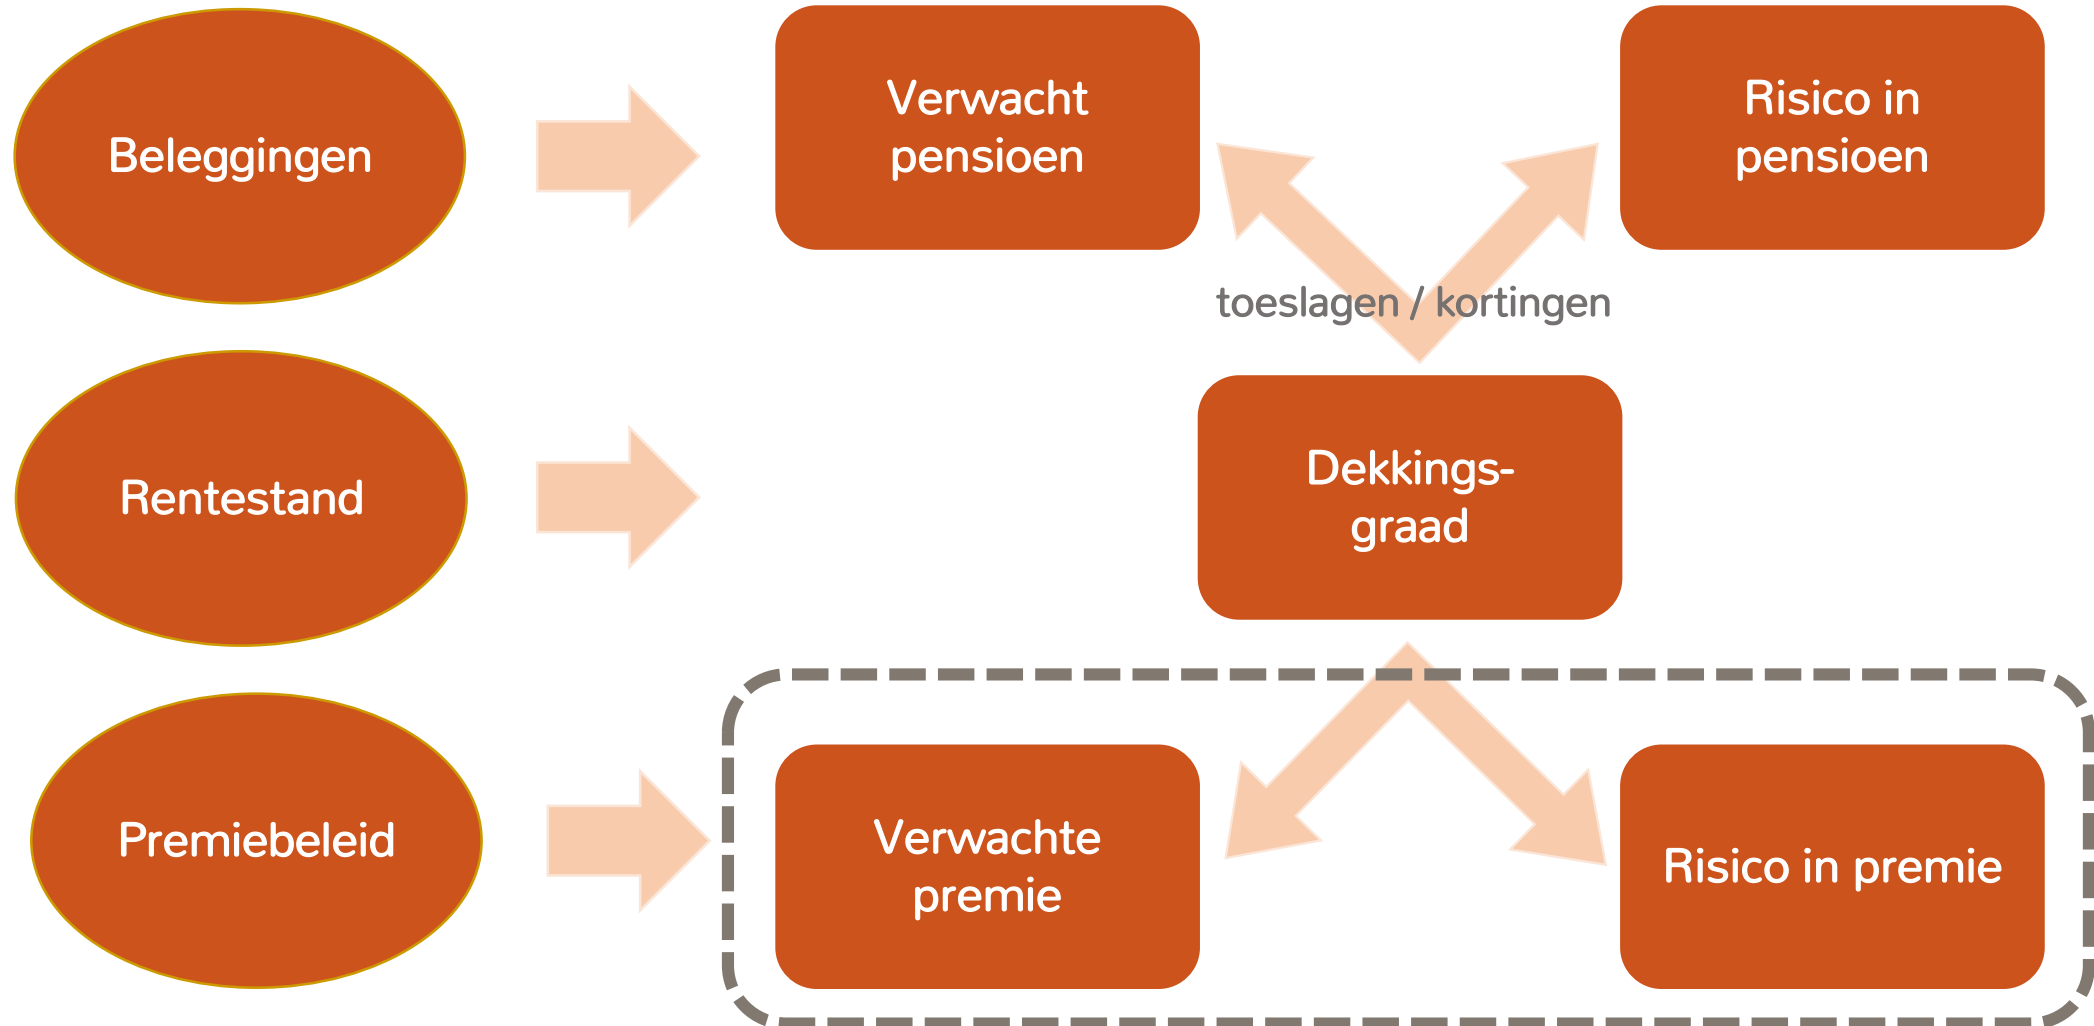 Beleggingen
Verwacht
pensioen
Risico in
pensioen
toeslagen / kortingen
Rentestand
Dekkings-
graad
Premiebeleid
Verwachte
premie
Risico in premie